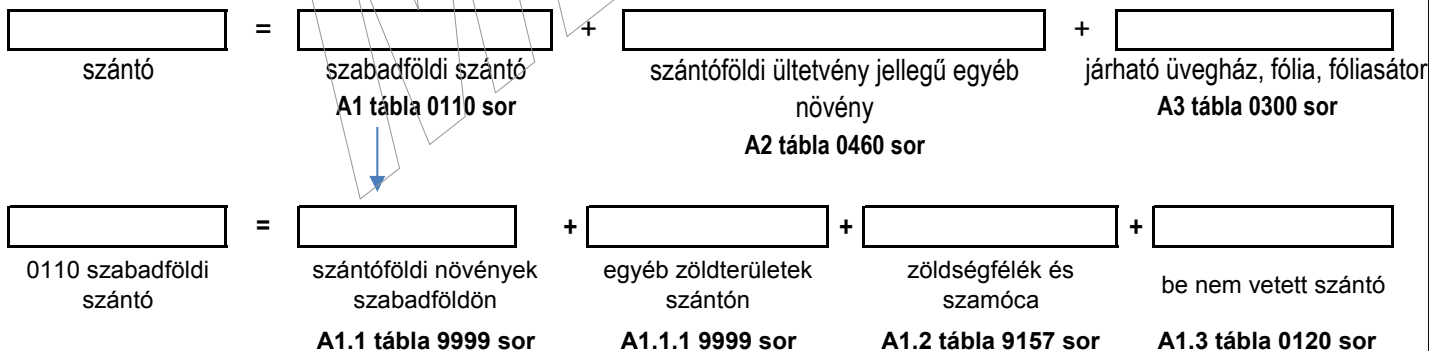 = + +
szántó szabadföldi szántó szántóföldi ültetvény jellegű egyéb járható üvegház, fólia, fóliasátor
növény
A1 tábla 0110 sor A3 tábla 0300 sor
A2 tábla 0460 sor
= + + +
0110 szabadföldi szántóföldi növények egyéb zöldterületek zöldségfélék és
szántó szabadföldön szántón szamóca be nem vetett szántó
A1.1 tábla 9999 sor A1.1.1 9999 sor A1.2 tábla 9157 sor A1.3 tábla 0120 sor